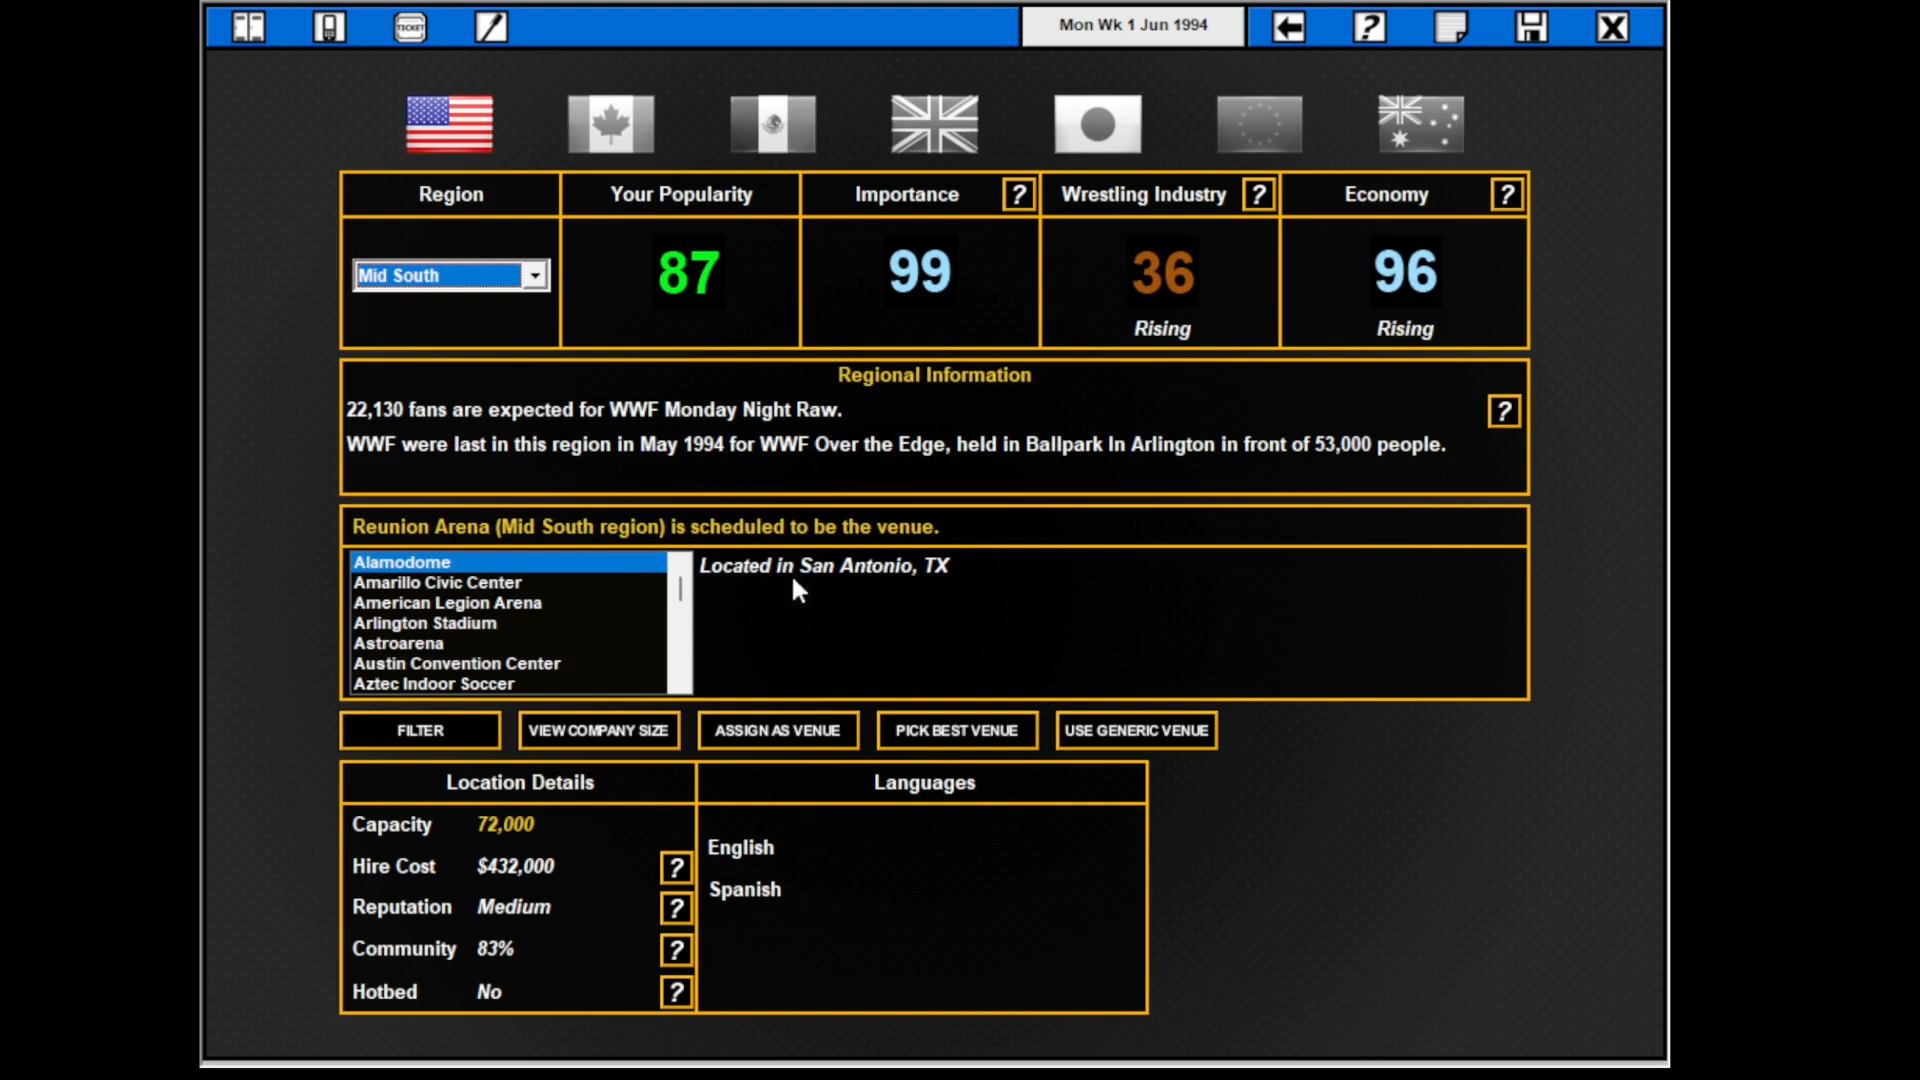 TICKET
Mon Wk 1 Jun 1994
?
Region
Your Popularity
Importance
?
Wrestling Industry
?
Economy
?
Mid South
87
99
36
96
Rising
Rising
Regional Information
22,130 fans are expected for WWF Monday Night Raw.
?
WWF were last in this region in May 1994 for WWF Over the Edge, held in Ballpark In Arlington in front of 53,000 people.
Reunion Arena (Mid South region) is scheduled to be the venue.
Alamodome
Located in San Antonio, TX
Amarillo Civic Center
American Legion Arena
Arlington Stadium
Astroarena
Austin Convention Center
Aztec Indoor Soccer
FILTER
VIEW COMPANY SIZE
ASSIGN AS VENUE
PICK BEST VENUE
USE GENERIC VENUE
Location Details
Languages
Capacity 72,000
Hire Cost $432,000 ?
Reputation Medium ?
Community 83% ?
Hotbed No ?
English
Spanish